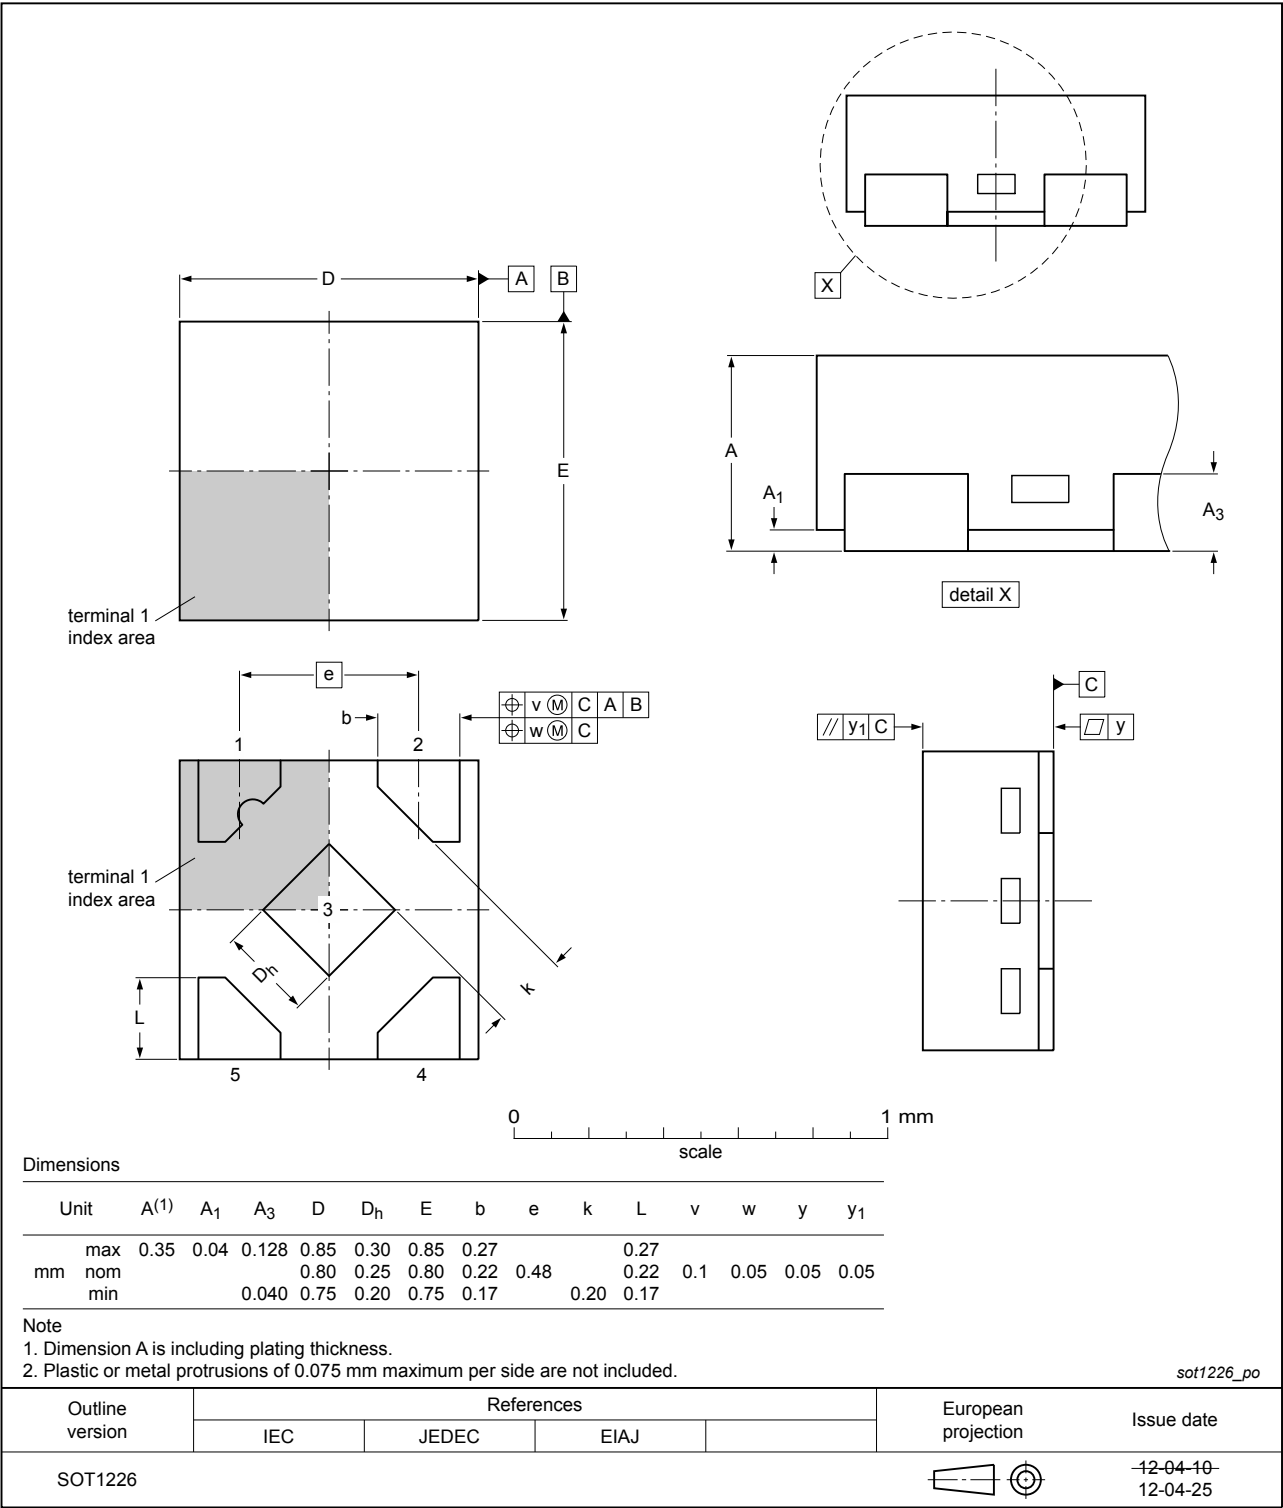 X
D
A
B
E
terminal 1
index area
A
A1
A3
detail X
e
b
v M C A B
w M C
1
2
terminal 1
index area
3
Dh
k
L
5
4
C
// y1 C
y
0
1 mm
scale
Dimensions
Unit A(1) A1 A3 D Dh E b e k L v w y y1
max 0.35 0.04 0.128 0.85 0.30 0.85 0.27 0.27
mm nom 0.80 0.25 0.80 0.22 0.48 0.22 0.1 0.05 0.05 0.05
min 0.040 0.75 0.20 0.75 0.17 0.20 0.17
Note
1. Dimension A is including plating thickness.
2. Plastic or metal protrusions of 0.075 mm maximum per side are not included.
sot1226_po
Outline
version
References
IEC JEDEC EIAJ
European
projection
Issue date
SOT1226
12-04-10
12-04-25